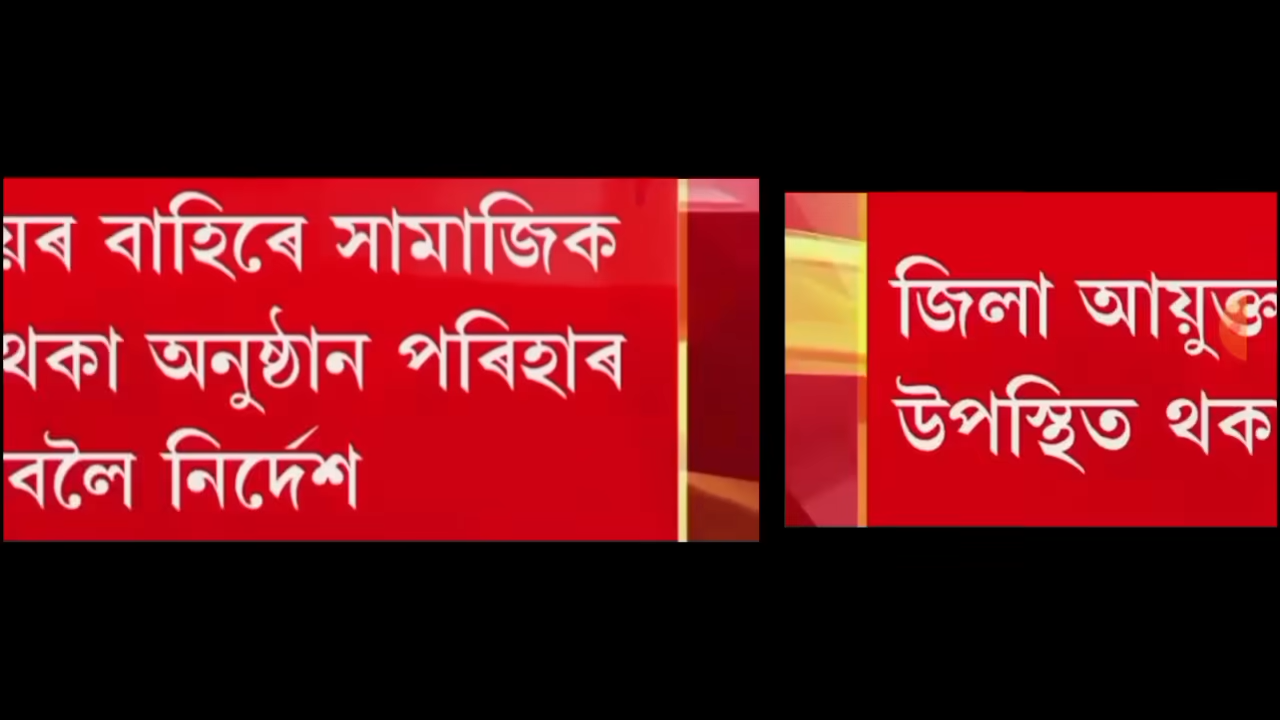 য়ৰ বাহিৰে সামাজিক
থকা অনুষ্ঠান পৰিহাৰ
বলৈ নিৰ্দেশ
জিলা আয়ুক্ত
উপস্থিত থক